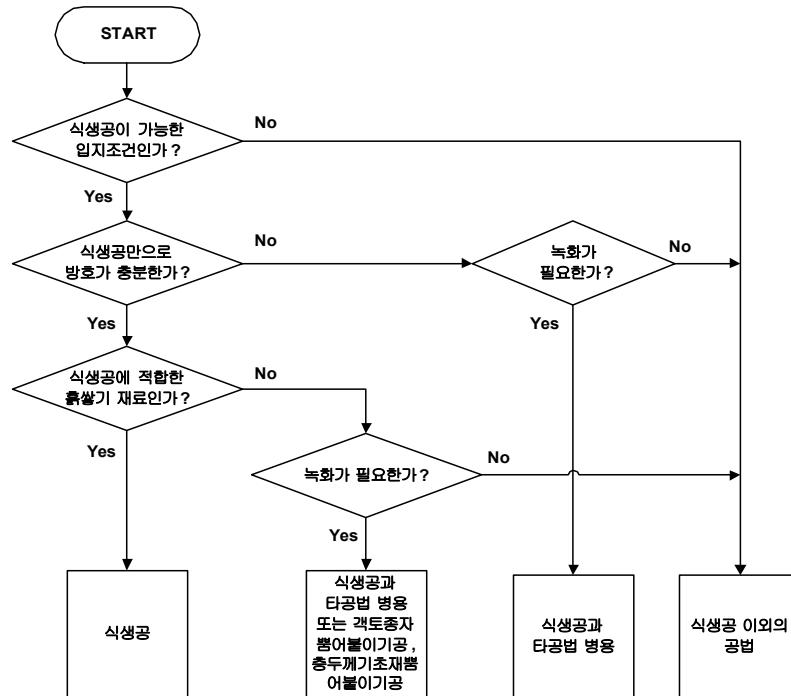 START
식생공이 가능한
입지조건인가?
No
Yes
식생공만으로
방호가 충분한가?
No
녹화가
필요한가?
No
Yes
Yes
식생공에 적합한
흙쌓기 재료인가?
No
Yes
녹화가 필요한가?
No
Yes
식생공
식생공과
타공법 병용
또는 객토종자
뿜어붙이기공,
층두께기초재뿜
어붙이기공
식생공과
타공법 병용
식생공 이외의
공법